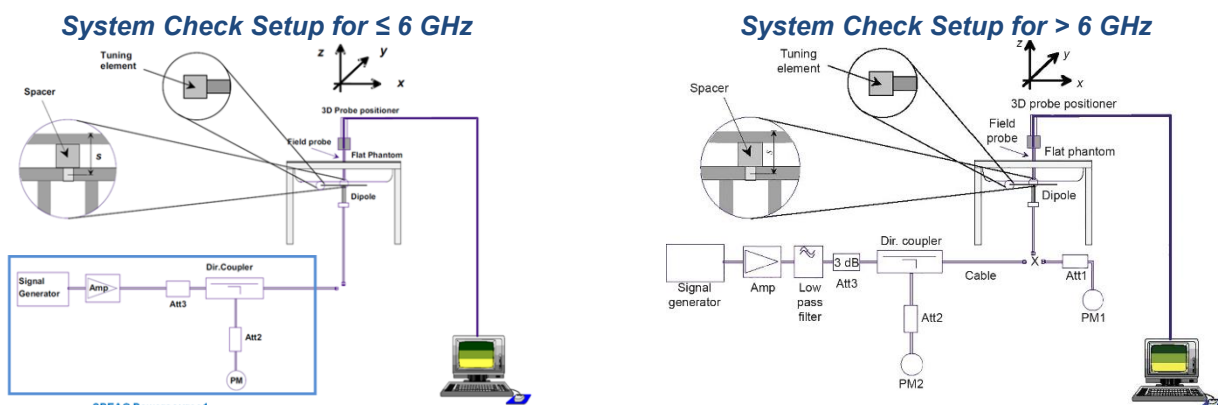 System Check Setup for ≤ 6 GHz
Tuning
element
z
y
x
Spacer
3D Probe positioner
s
Field probe
Flat Phantom
Dipole
Signal
Generator
Amp
Att3
Dir.Coupler
Att2
PM
System Check Setup for > 6 GHz
Tuning
element
z
y
x
Spacer
3D probe positioner
s
Field
probe
Flat phantom
Dipole
Signal
generator
Amp
Low
pass
filter
3 dB
Att3
Dir. coupler
Cable
X
Att1
PM1
Att2
PM2